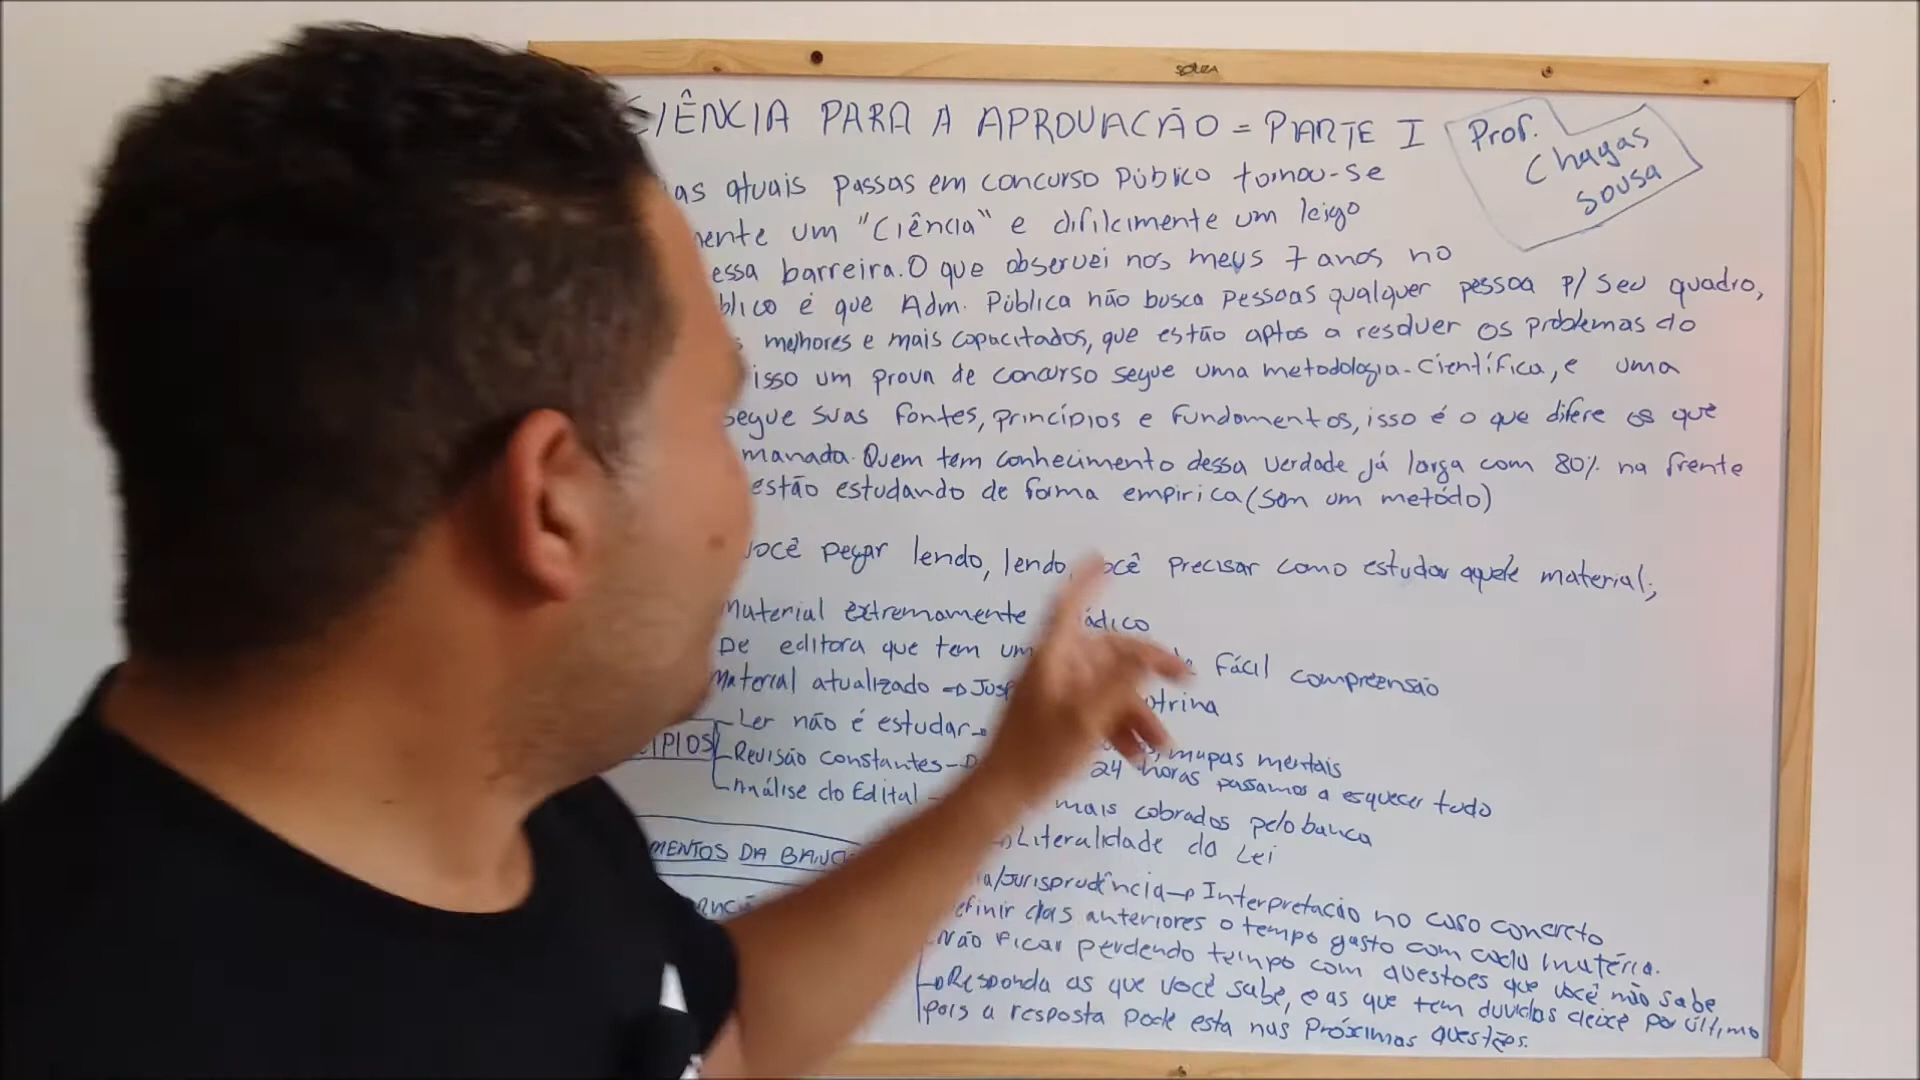 SOUZA
CIÊNCIA PARA A APROVACÃO = PARTE I
Prof.
Chagas
Sousa
as atuais passas em concurso Público tornou-se
mente um "Ciência" e difilcimente um leigo
essa barreira. O que observei nos meus 7 anos no
blico é que Adm. Pública não busca pessoas qualquer pessoa p/ seu quadro,
melhores e mais capacitados, que estão aptos a resolver os problemas do
isso um prova de concurso segue uma metodologia-científica, e uma
segue suas fontes, princípios e fundamentos, isso é o que difere os que
manada. Quem tem conhecimento dessa verdade já larga com 80% na frente
estão estudando de forma empirica (sem um metódo)
você pegar lendo, lendo, você precisar como estudar aquele material;
Material extremamente ádico
De editora que tem um fácil compreensão
Material atualizado trina
Ler não é estudar mapas mentais
CÍPIOS Revisão constantes 24 horas passamos a esquecer tudo
Análise do Edital mais cobrados pelo banca
MENTOS DA BANC Literalidade da Lei
a/Jurisprudência Interpretação no caso concreto
efinir das anteriores o tempo gasto com cada matéria.
Não ficar perdendo tempo com questões que você não sabe
Responda as que você sabe, e as que tem duvidas deixe por último
pois a resposta pode esta nas próximas questões.